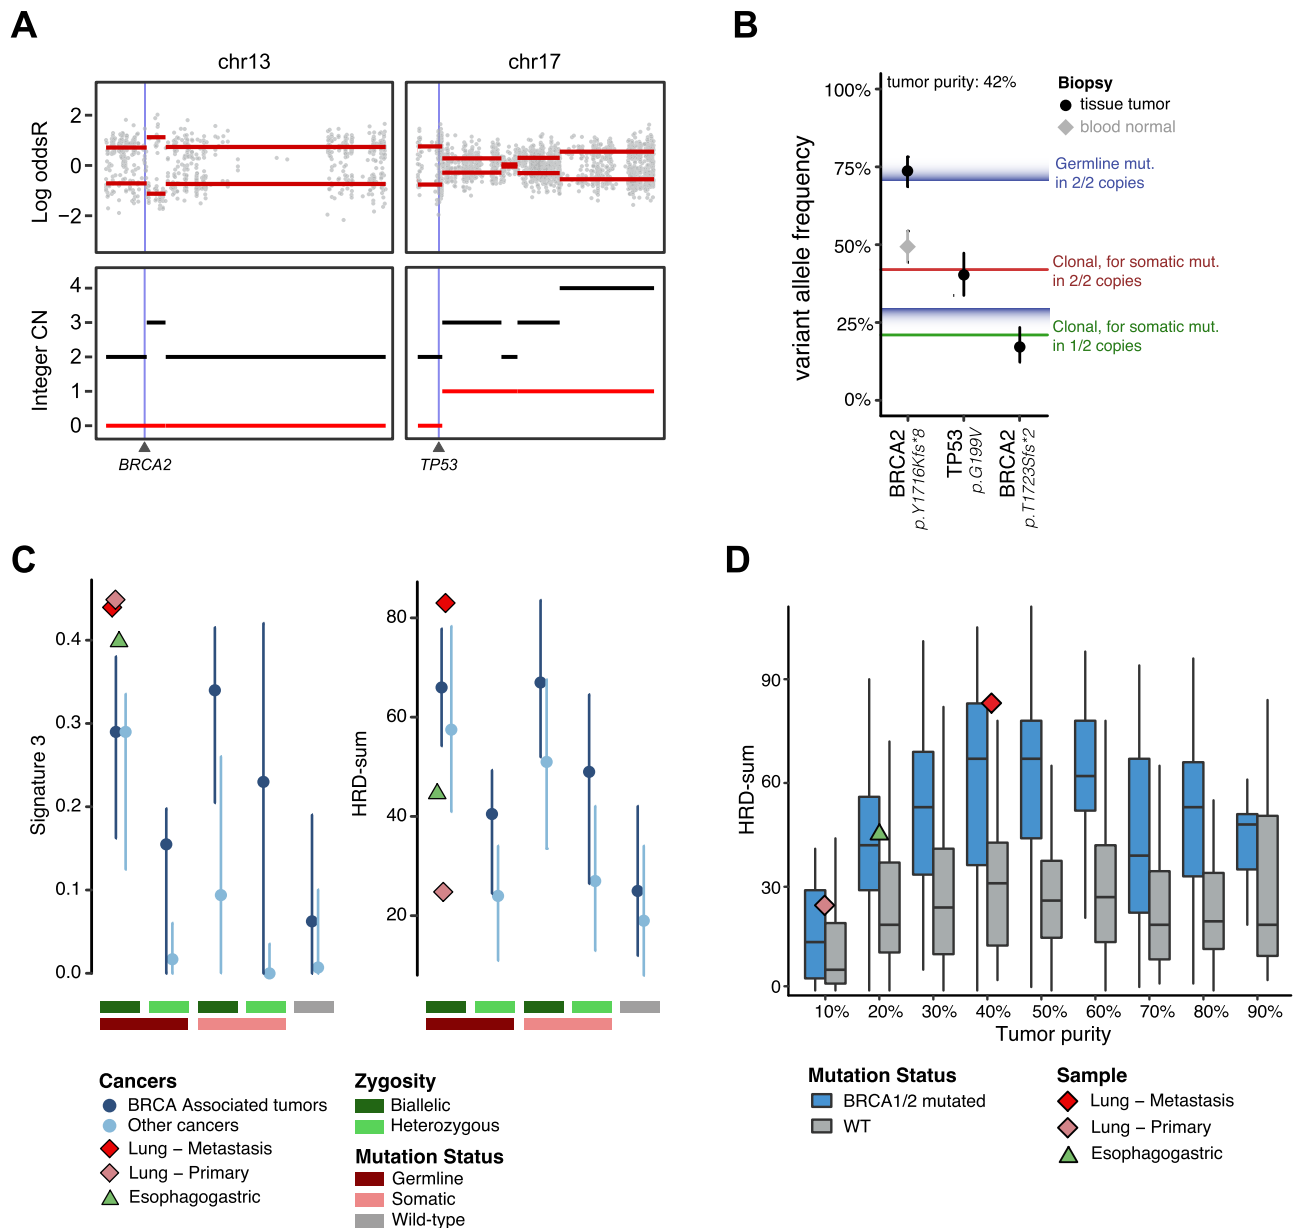 A
chr13
chr17
Log oddsR
2
0
−2
Integer CN
4
3
2
1
0
BRCA2
TP53
B
variant allele frequency
100%
75%
50%
25%
0%
tumor purity: 42%
Biopsy
tissue tumor
blood normal
Germline mut.
in 2/2 copies
Clonal, for somatic mut.
in 2/2 copies
Clonal, for somatic mut.
in 1/2 copies
BRCA2
p.Y1716Kfs*8
TP53
p.G199V
BRCA2
p.T1723Sfs*2
C
Signature 3
0.4
0.3
0.2
0.1
0.0
HRD-sum
80
60
40
20
Cancers
BRCA Associated tumors
Other cancers
Lung − Metastasis
Lung − Primary
Esophagogastric
Zygosity
Biallelic
Heterozygous
Mutation Status
Germline
Somatic
Wild-type
D
HRD-sum
90
60
30
0
10% 20% 30% 40% 50% 60% 70% 80% 90%
Tumor purity
Mutation Status
BRCA1/2 mutated
WT
Sample
Lung − Metastasis
Lung − Primary
Esophagogastric